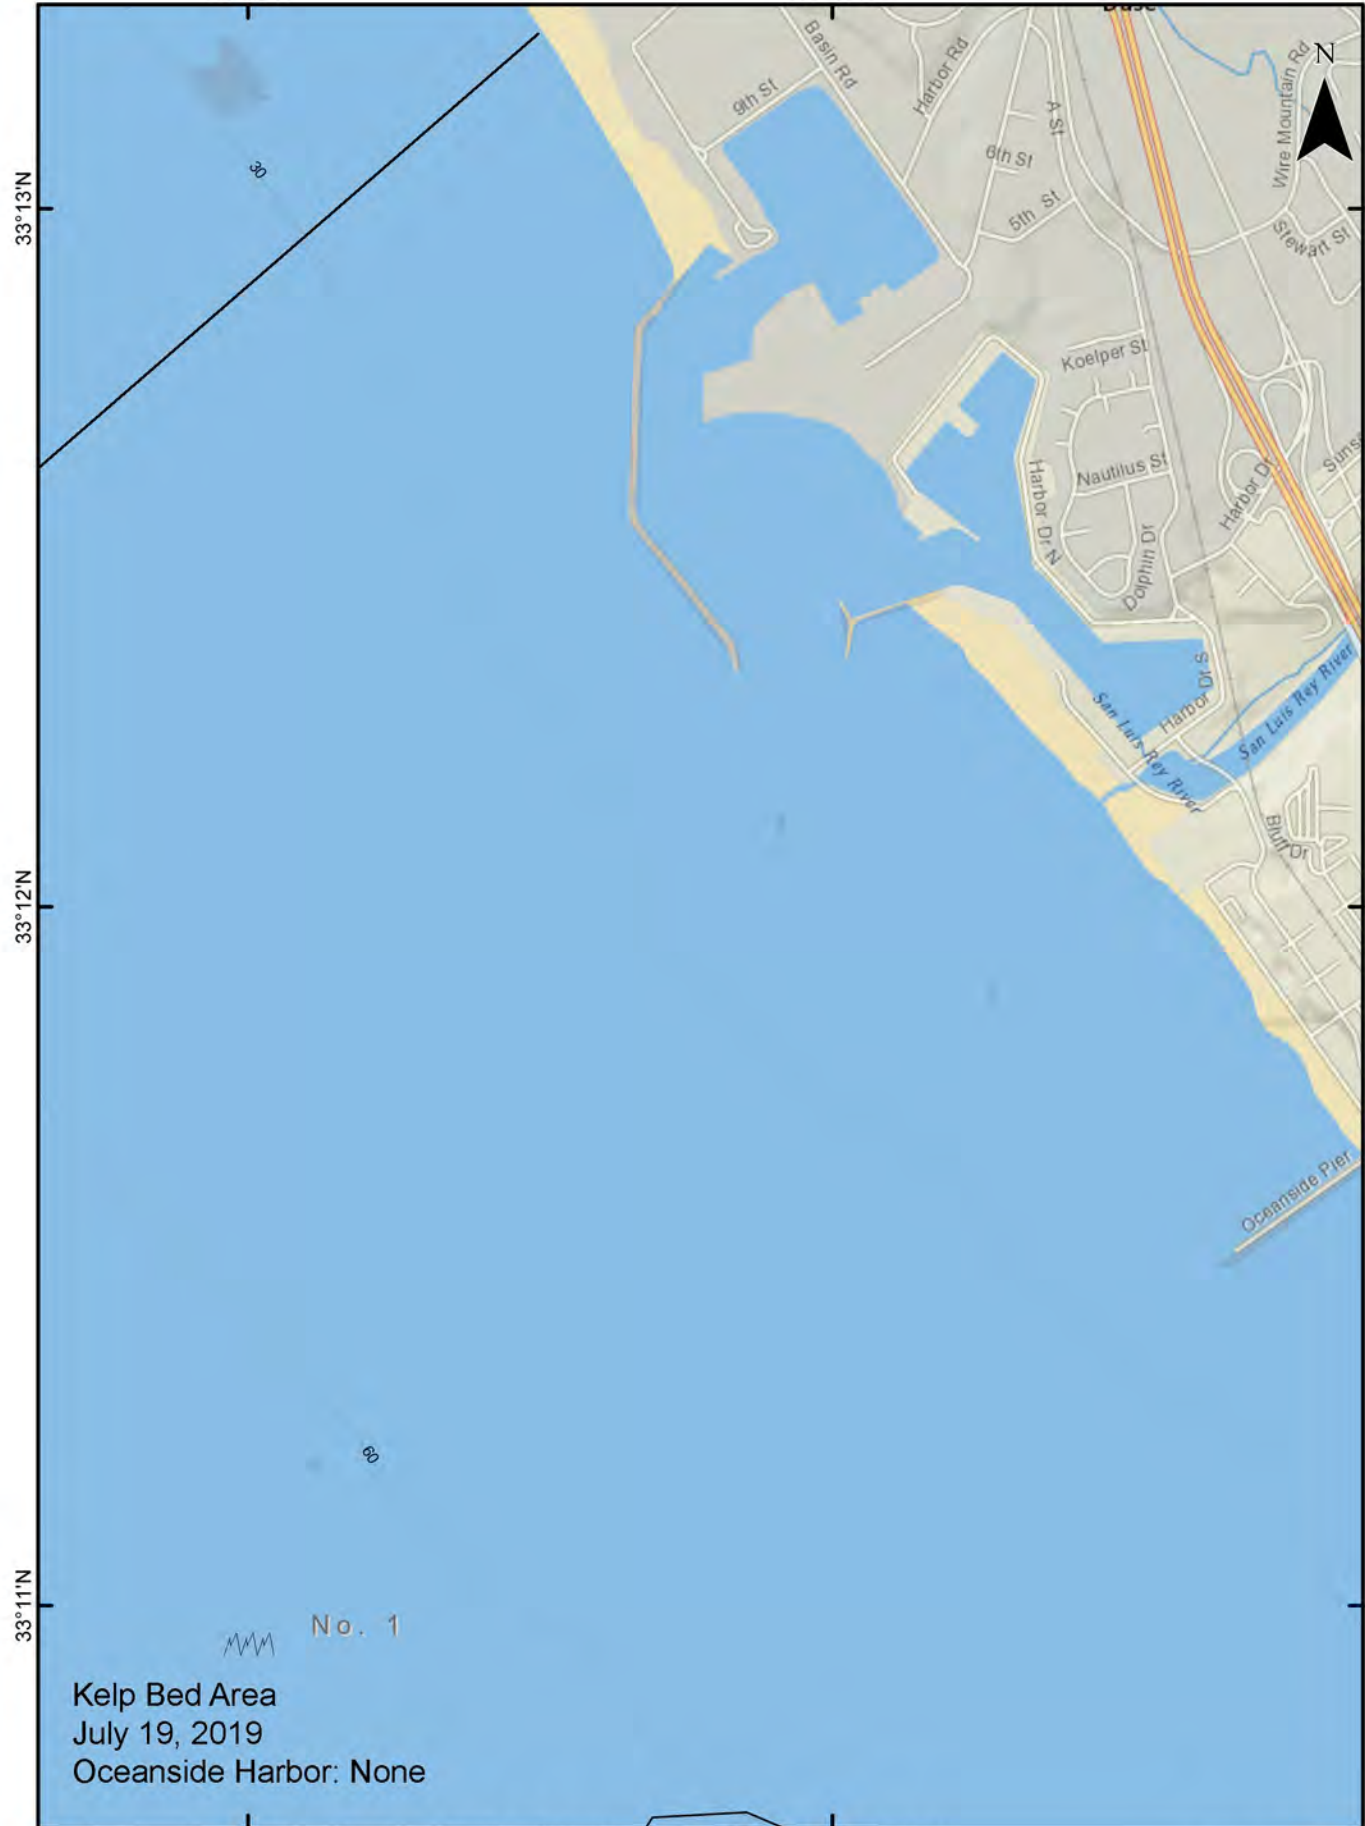 Base
N
Basin Rd
Harbor Rd
Wire Mountain Rd
9th St
A St
6th St
30
33°13'N
5th St
Stewart St
Koelper St
Nautilus St
Harbor Dr
Harbor Dr N
Dolphin Dr
Harbor Dr S
San Luis Rey River
San Luis Rey River
Bluff Dr
33°12'N
Oceanside Pier
60
33°11'N
No. 1
Kelp Bed Area
July 19, 2019
Oceanside Harbor: None